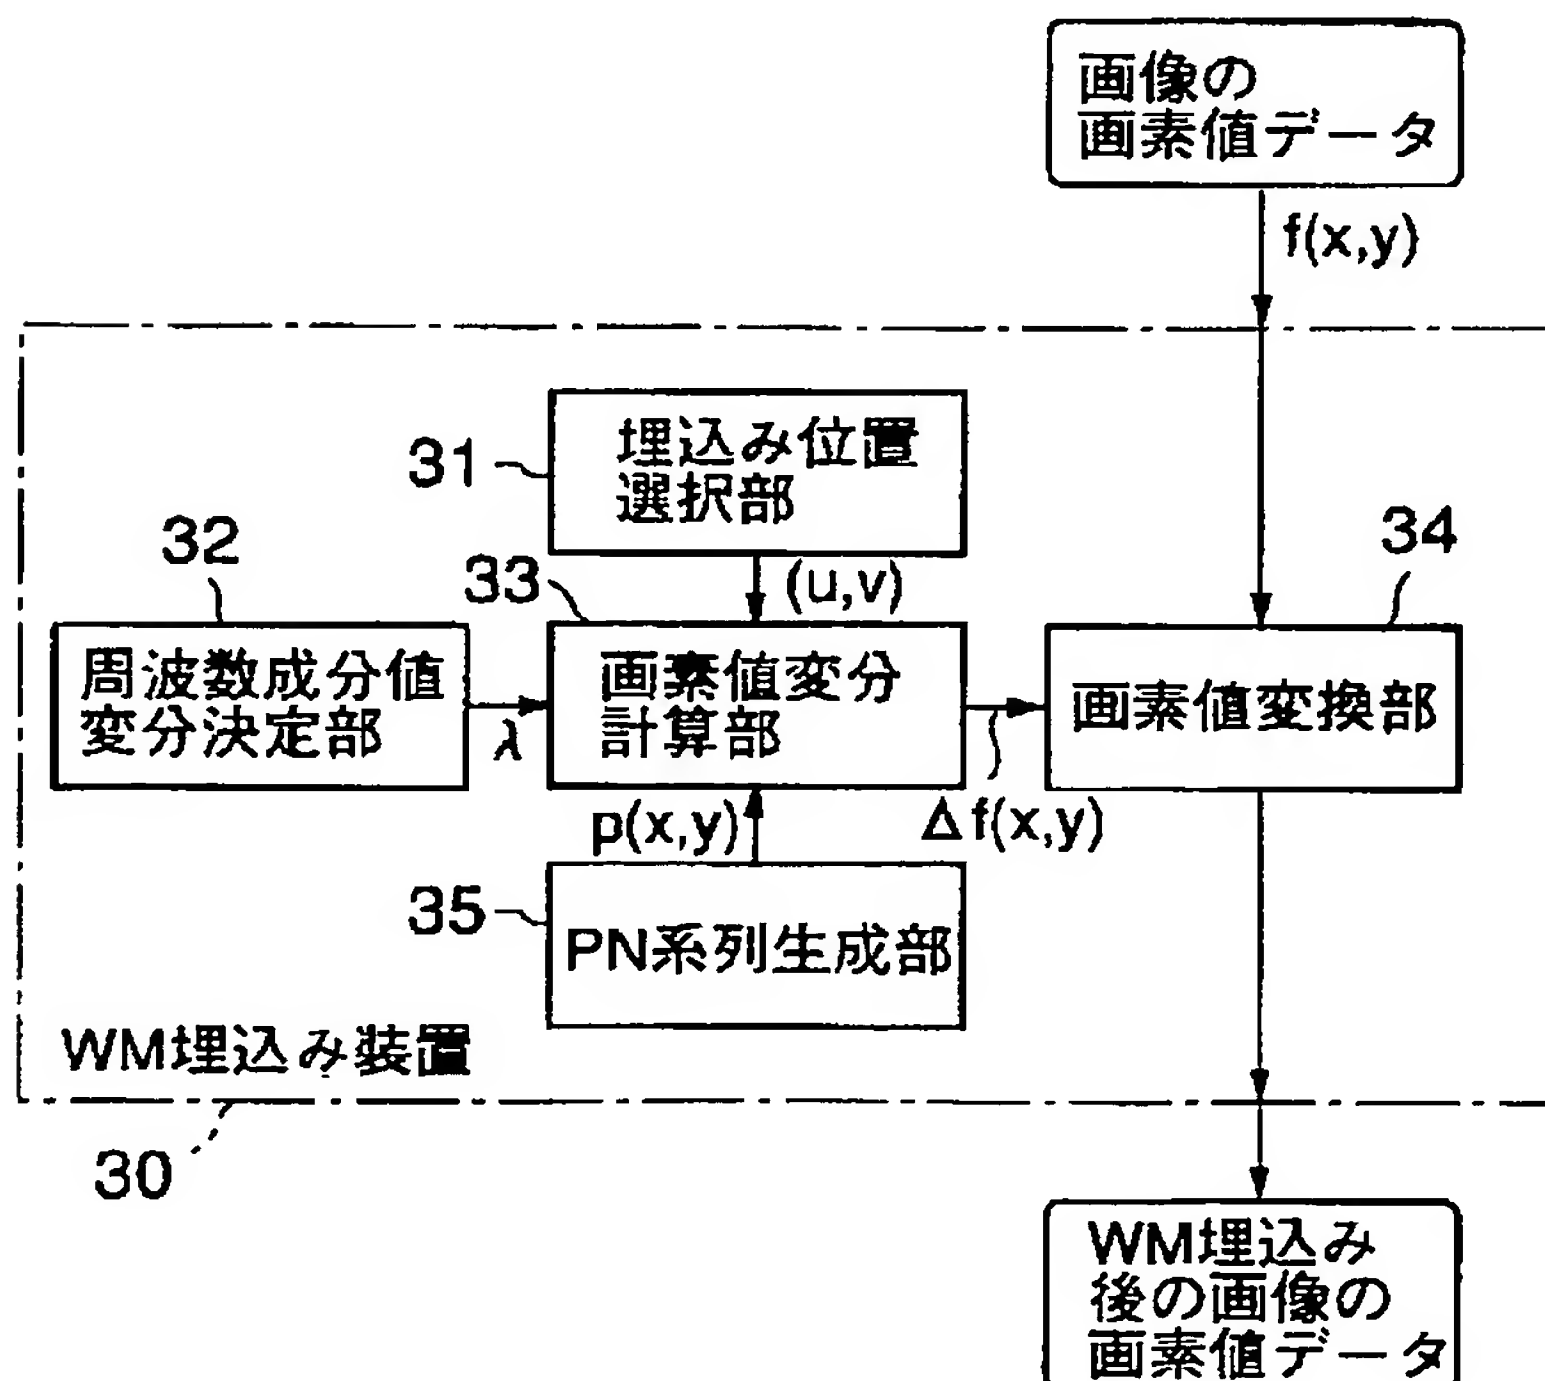 画像の
画素値データ
f(x,y)
31
埋込み位置
選択部
32
33
(u,v)
34
周波数成分値
変分決定部
λ
画素値変分
計算部
画素値変換部
p(x,y)
Δf(x,y)
35
PN系列生成部
WM埋込み装置
30
WM埋込み
後の画像の
画素値データ